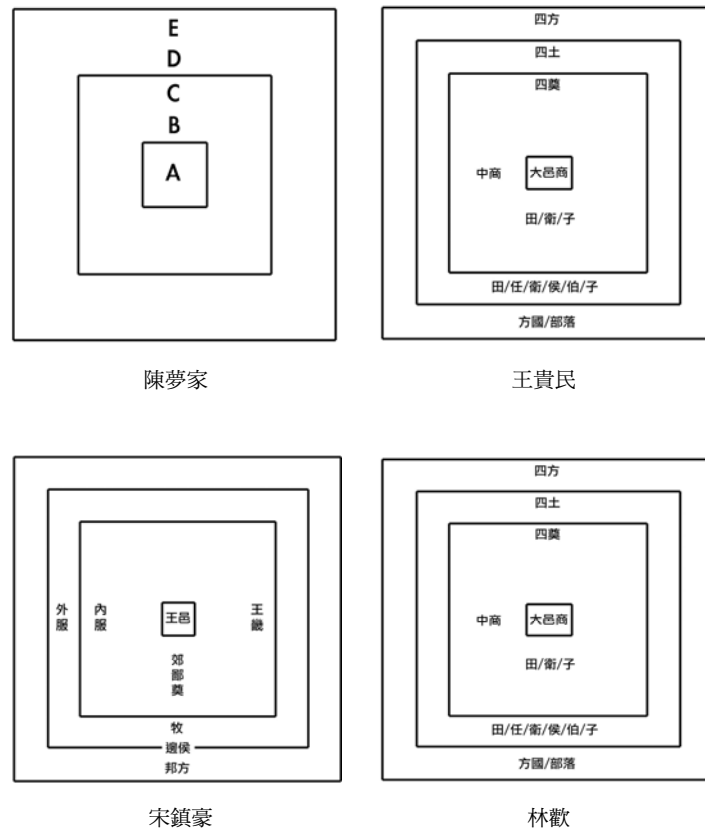 E
D
C
B
A
陳夢家
四方
四土
四奠
中商
大邑商
田/衛/子
田/任/衛/侯/伯/子
方國/部落
王貴民
外服
內服
王邑
王畿
郊鄙奠
牧
邊侯
邦方
宋鎮豪
四方
四土
四奠
中商
大邑商
田/衛/子
田/任/衛/侯/伯/子
方國/部落
林歡